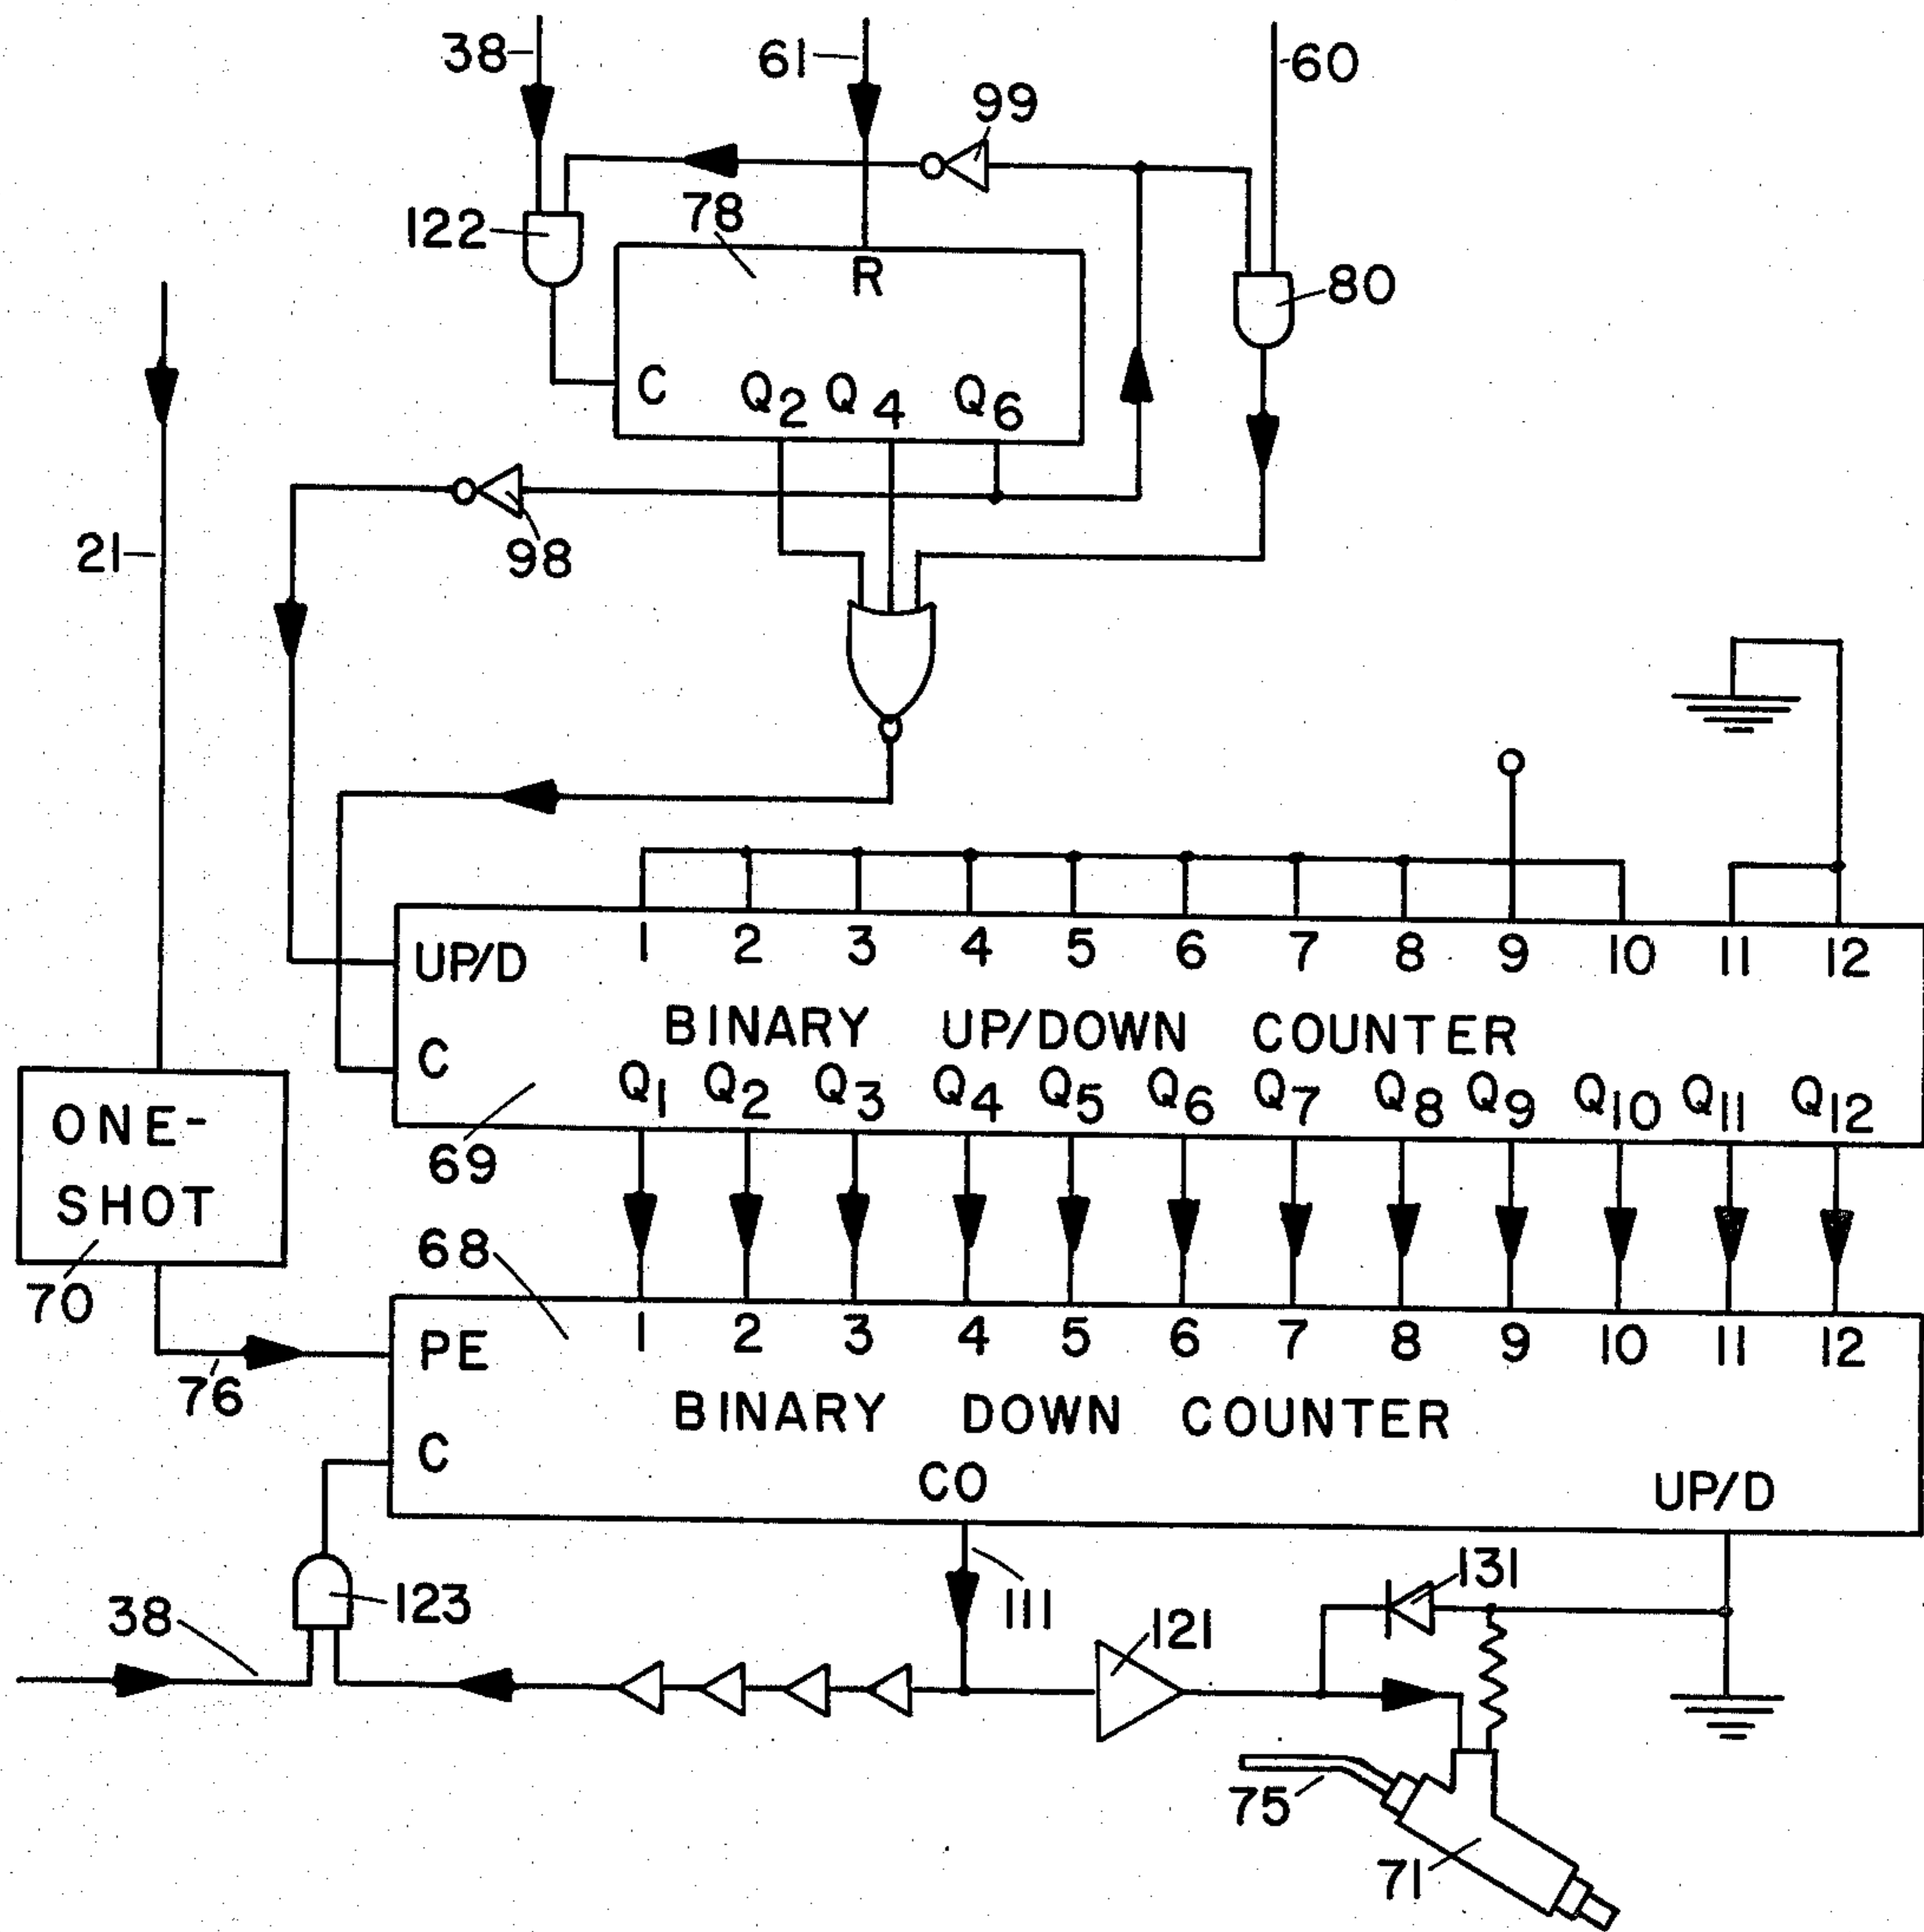 38
61
60
99
122
78
R
80
C Q2 Q4 Q6
21
98
UP/D 1 2 3 4 5 6 7 8 9 10 11 12
BINARY UP/DOWN COUNTER
C Q1 Q2 Q3 Q4 Q5 Q6 Q7 Q8 Q9 Q10 Q11 Q12
ONE-
SHOT
69
68
70
PE 1 2 3 4 5 6 7 8 9 10 11 12
76
BINARY DOWN COUNTER
C
CO UP/D
123
38
111
131
121
75
71